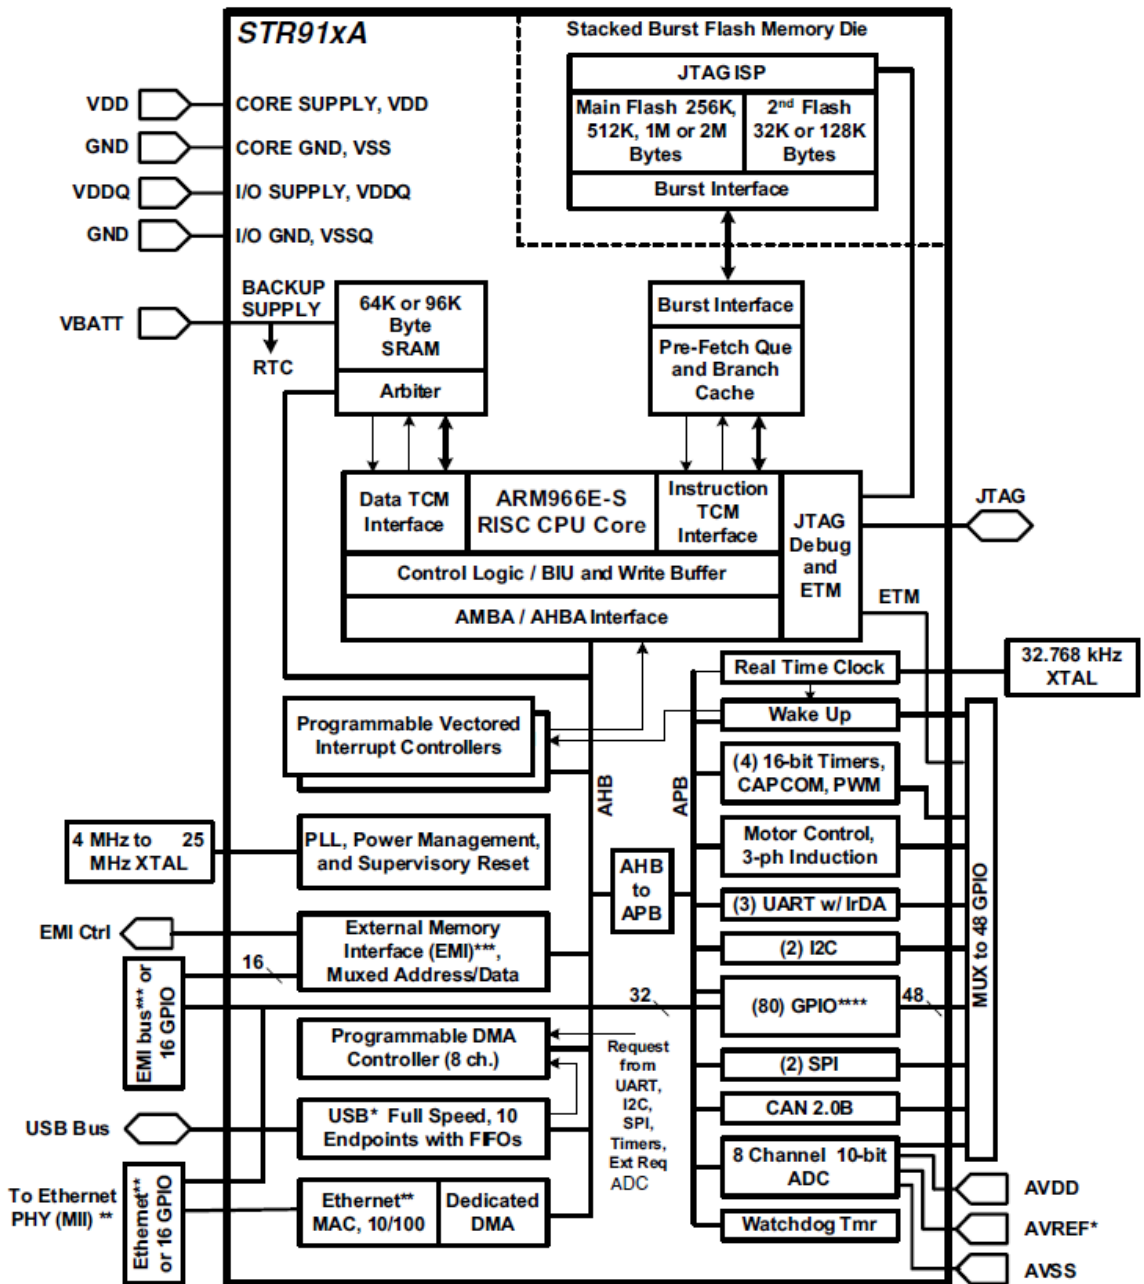 STR91xA
Stacked Burst Flash Memory Die
JTAG ISP
Main Flash 256K,
512K, 1M or 2M
Bytes
2nd Flash
32K or 128K
Bytes
Burst Interface
VDD
CORE SUPPLY, VDD
GND
CORE GND, VSS
VDDQ
I/O SUPPLY, VDDQ
GND
I/O GND, VSSQ
VBATT
BACKUP
SUPPLY
RTC
64K or 96K
Byte
SRAM
Arbiter
Burst Interface
Pre-Fetch Que
and Branch
Cache
Data TCM
Interface
ARM966E-S
RISC CPU Core
Instruction
TCM
Interface
JTAG
Debug
and
ETM
JTAG
Control Logic / BIU and Write Buffer
AMBA / AHBA Interface
ETM
Real Time Clock
32.768 kHz
XTAL
Programmable Vectored
Interrupt Controllers
Wake Up
(4) 16-bit Timers,
CAPCOM, PWM
AHB
APB
4 MHz to 25
MHz XTAL
PLL, Power Management,
and Supervisory Reset
Motor Control,
3-ph Induction
AHB
to
APB
(3) UART w/ IrDA
MUX to 48 GPIO
EMI Ctrl
External Memory
Interface (EMI)***,
Muxed Address/Data
(2) I2C
EMI bus*** or
16 GPIO
16
32
(80) GPIO****
48
Programmable DMA
Controller (8 ch.)
Request
from
UART,
I2C,
SPI,
Timers,
Ext Req
ADC
(2) SPI
CAN 2.0B
USB Bus
USB* Full Speed, 10
Endpoints with FIFOs
8 Channel 10-bit
ADC
To Ethernet
PHY (MII) **
Ethernet**
or 16 GPIO
Ethernet**
MAC, 10/100
Dedicated
DMA
Watchdog Tmr
AVDD
AVREF*
AVSS